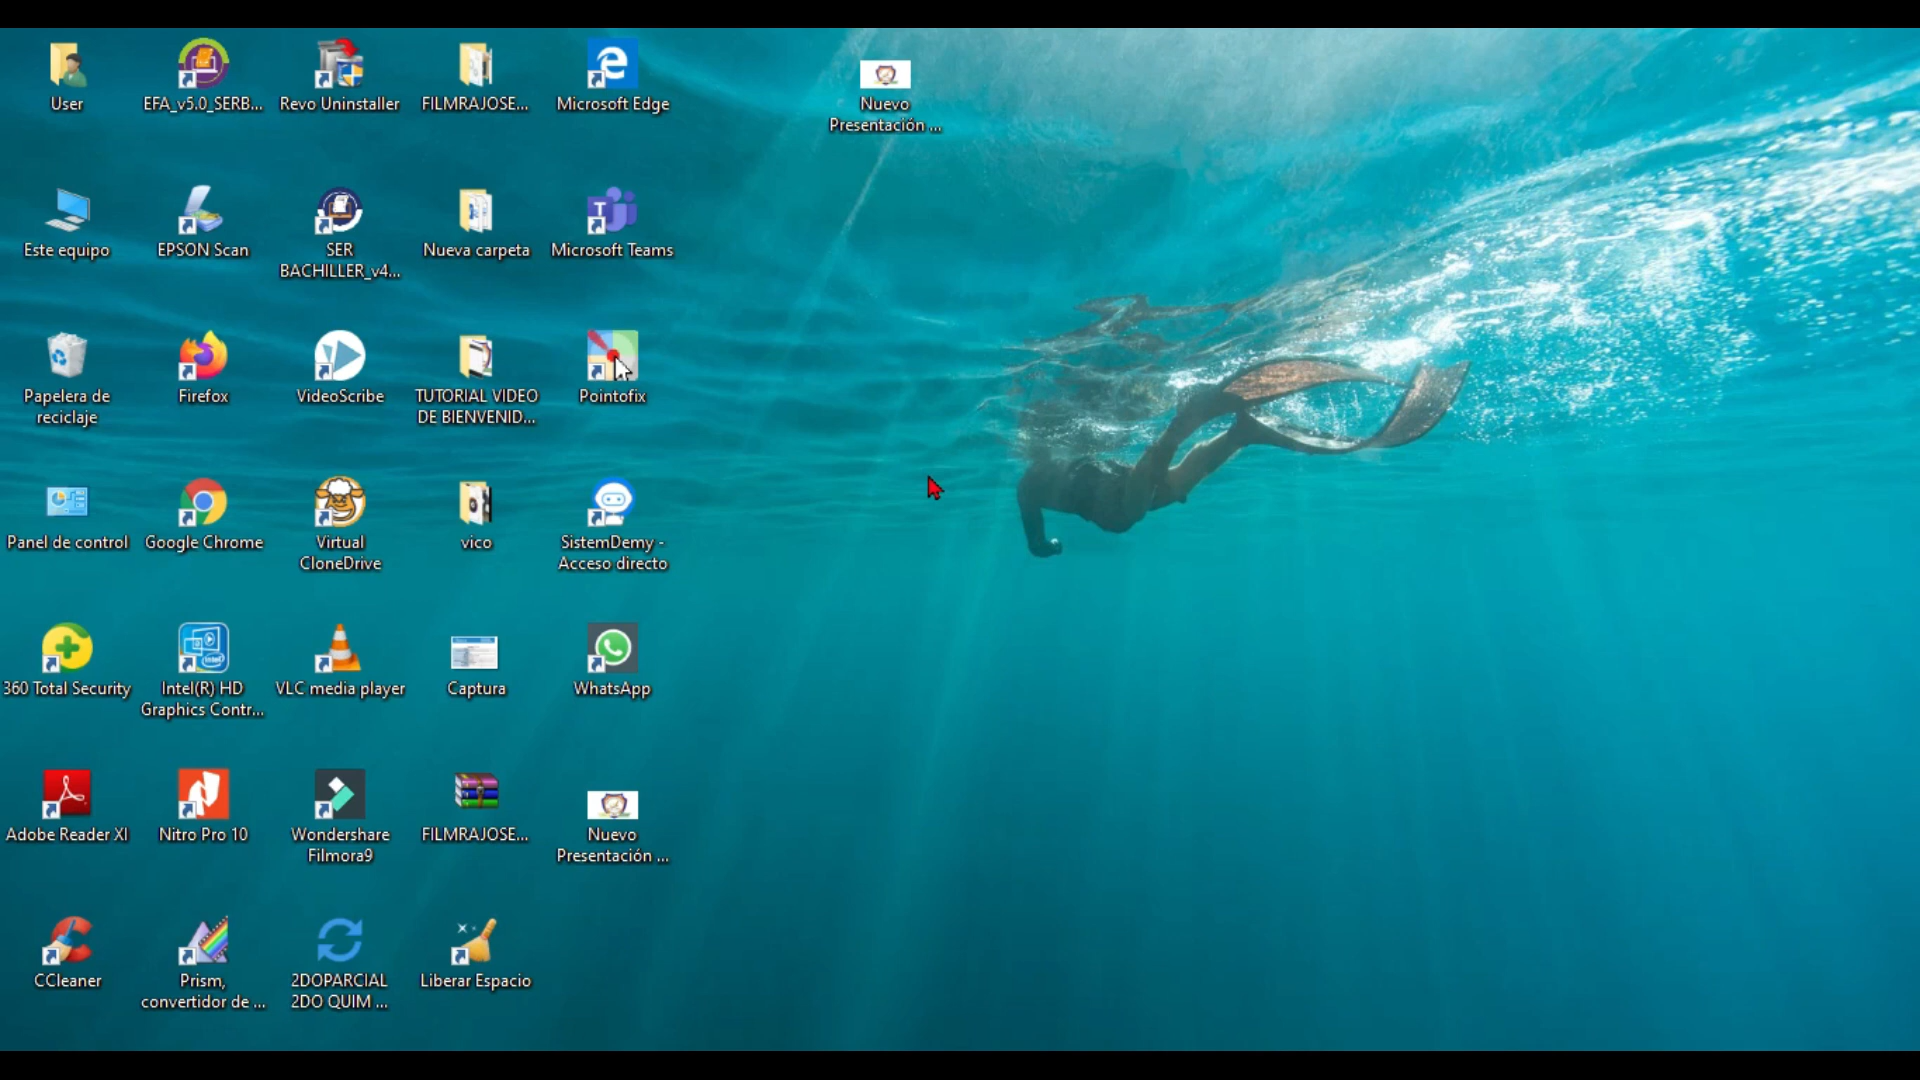 User
EFA_v5.0_SERB...
Revo Uninstaller
FILMRAJOSE...
Microsoft Edge
Nuevo
Presentación ...
Este equipo
EPSON Scan
SER
BACHILLER_v4...
Nueva carpeta
Microsoft Teams
Papelera de
reciclaje
Firefox
VideoScribe
TUTORIAL VIDEO
DE BIENVENID...
Pointofix
Panel de control
Google Chrome
Virtual
CloneDrive
vico
SistemDemy -
Acceso directo
360 Total Security
Intel(R) HD
Graphics Contr...
VLC media player
Captura
WhatsApp
Adobe Reader XI
Nitro Pro 10
Wondershare
Filmora9
FILMRAJOSE...
Nuevo
Presentación ...
CCleaner
Prism,
convertidor de ...
2DOPARCIAL
2DO QUIM ...
Liberar Espacio